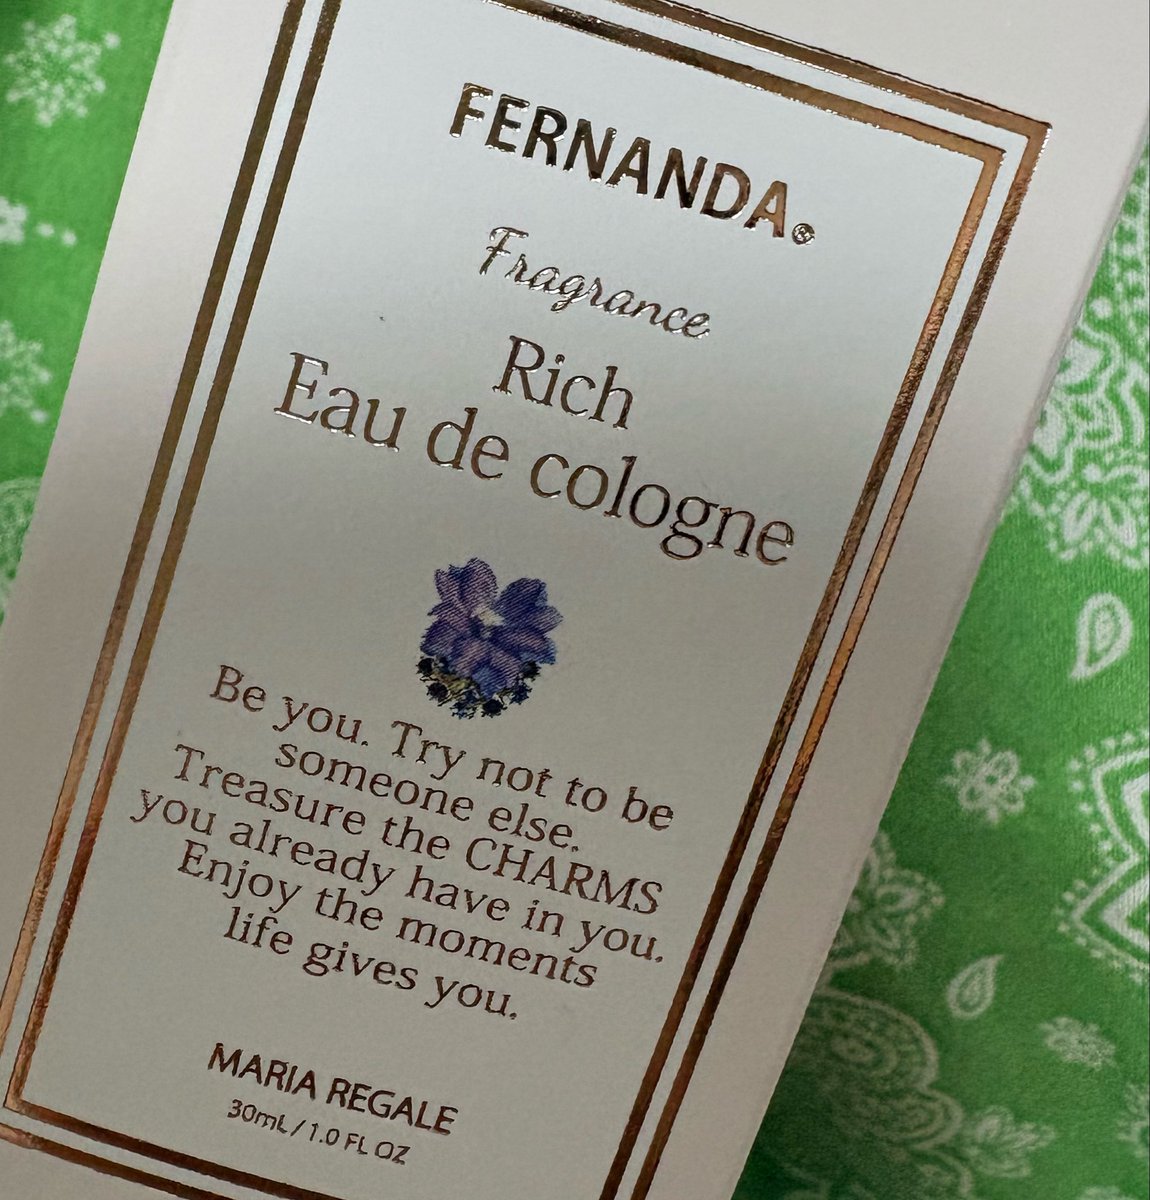 FERNANDA®
Fragrance
Rich
Eau de cologne
Be you. Try not to be
someone else.
Treasure the CHARMS
you already have in you.
Enjoy the moments
life gives you.
MARIA REGALE
30mL / 1.0 FL OZ